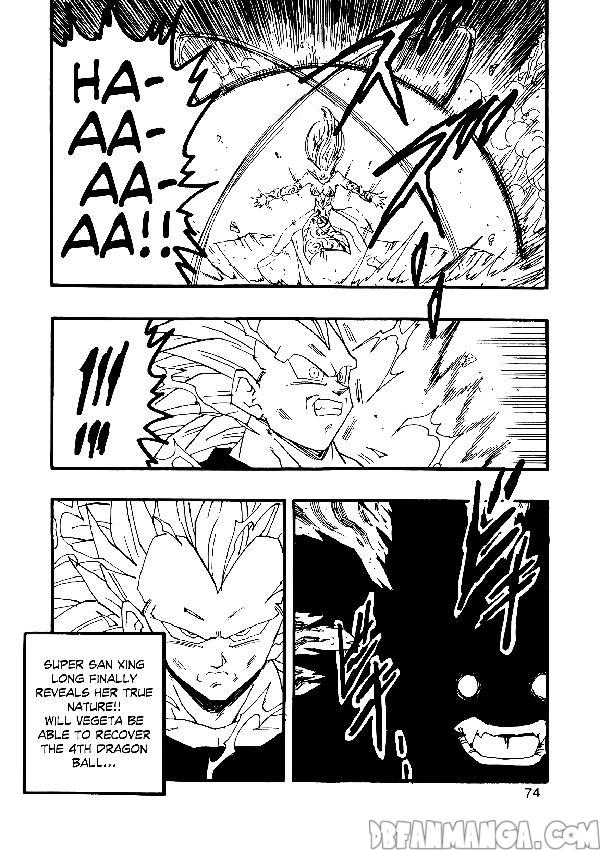 HA-
AA-
AA-
AA!!
!!!
!!!
SUPER SAN XING
LONG FINALLY
REVEALS HER TRUE
NATURE!!
WILL VEGETA BE
ABLE TO RECOVER
THE 4TH DRAGON
BALL...
74
DBFANMANGA.COM